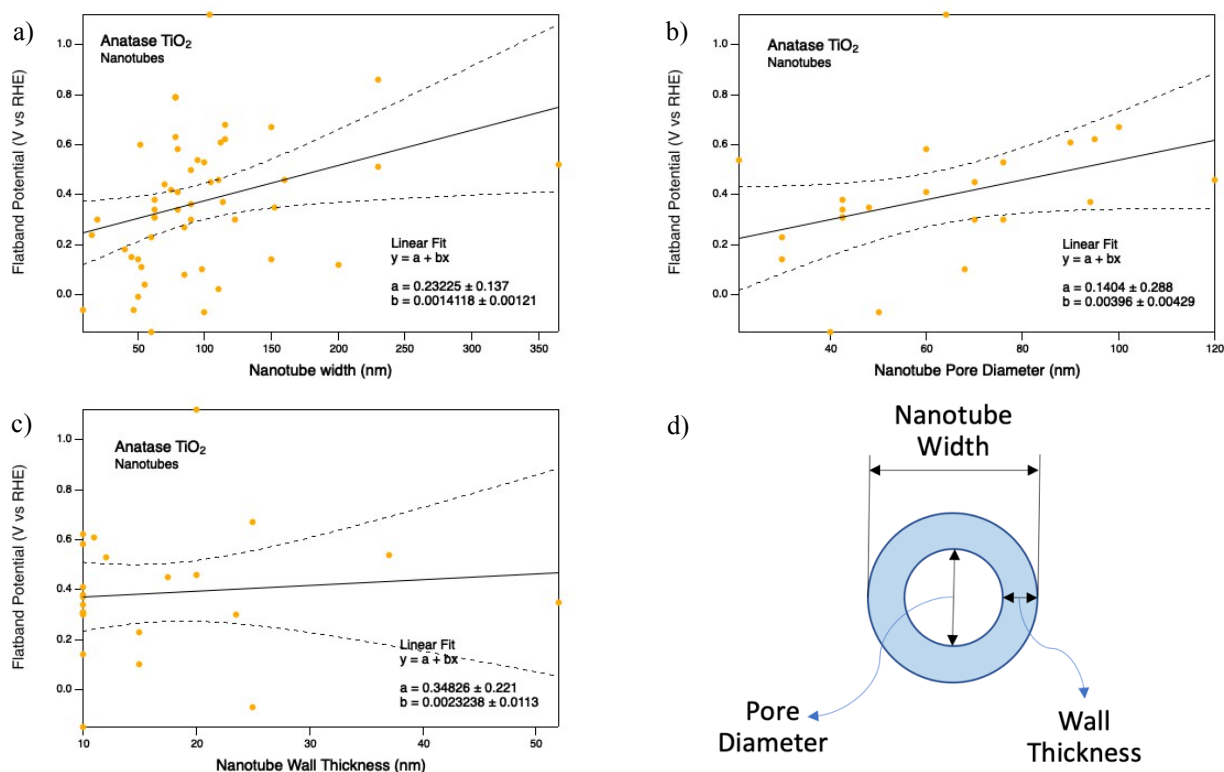 a)
Anatase TiO₂
Nanotubes
Flatband Potential (V vs RHE)
1.0
0.8
0.6
0.4
0.2
0.0
Linear Fit
y = a + bx
a = 0.23225 ± 0.137
b = 0.0014118 ± 0.00121
50 100 150 200 250 300 350
Nanotube width (nm)
b)
Anatase TiO₂
Nanotubes
Flatband Potential (V vs RHE)
1.0
0.8
0.6
0.4
0.2
0.0
Linear Fit
y = a + bx
a = 0.1404 ± 0.288
b = 0.00396 ± 0.00429
40 60 80 100 120
Nanotube Pore Diameter (nm)
c)
Anatase TiO₂
Nanotubes
Flatband Potential (V vs RHE)
1.0
0.8
0.6
0.4
0.2
0.0
Linear Fit
y = a + bx
a = 0.34826 ± 0.221
b = 0.0023238 ± 0.0113
10 20 30 40 50
Nanotube Wall Thickness (nm)
d)
Nanotube
Width
Pore
Diameter
Wall
Thickness